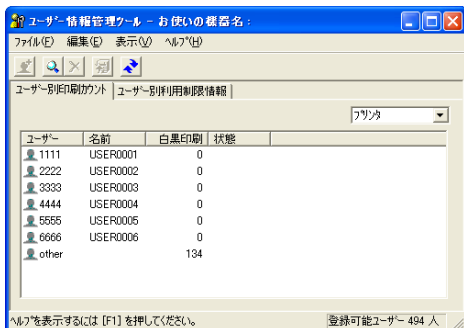 ユーザー情報管理ツール - お使いの機器名:
ファイル(F) 編集(E) 表示(V) ヘルプ(H)
ユーザー別印刷カウント ユーザー別利用制限情報
プリンタ
ユーザー 名前 白黒印刷 状態
1111 USER0001 0
2222 USER0002 0
3333 USER0003 0
4444 USER0004 0
5555 USER0005 0
6666 USER0006 0
other 134
ヘルプを表示するには [F1] を押してください。 登録可能ユーザー 494 人